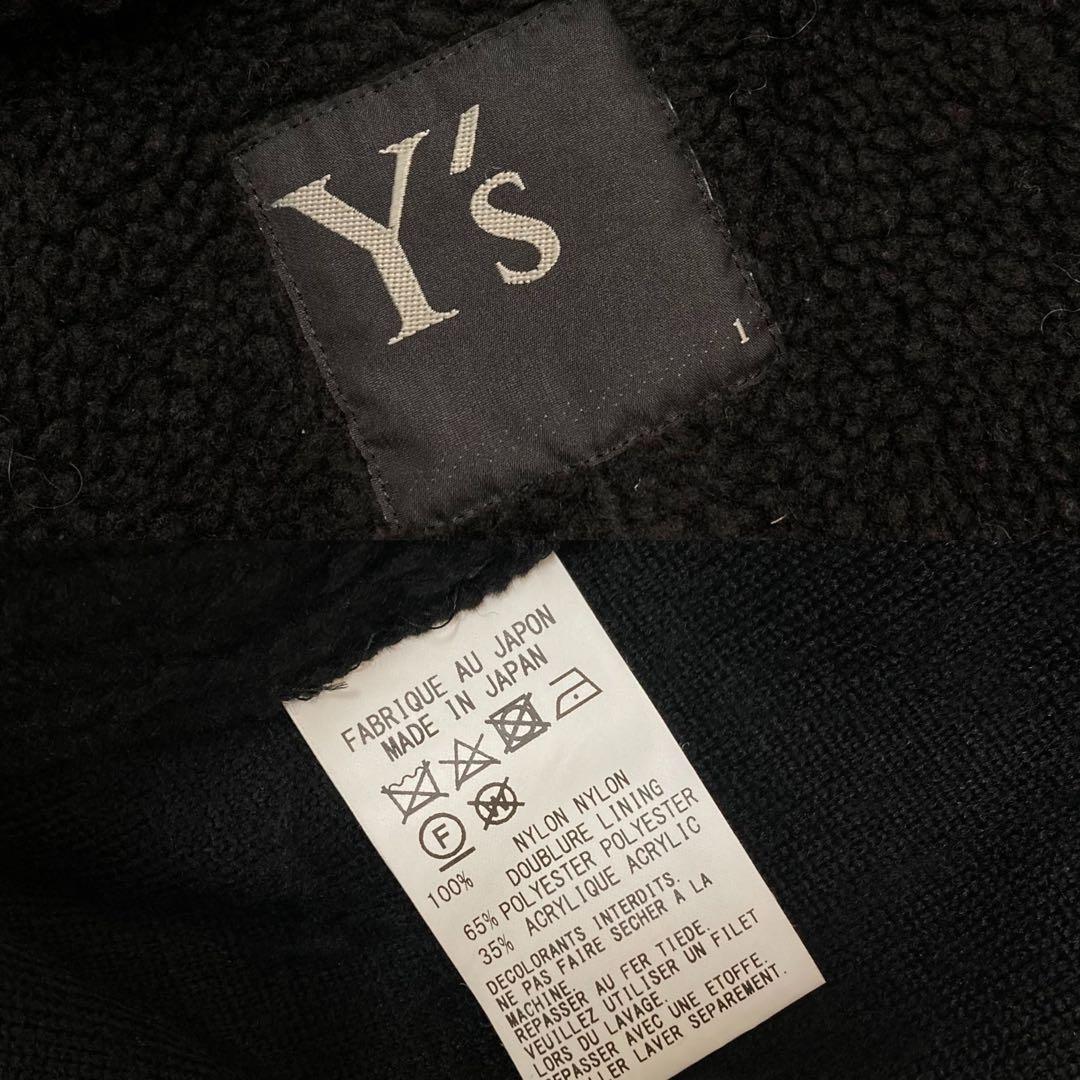 Y's
1
FABRIQUE AU JAPON
MADE IN JAPAN
F
W
100% NYLON NYLON
DOUBLURE LINING
65% POLYESTER POLYESTER
35% ACRYLIQUE ACRYLIC
DECOLORANTS INTERDITS.
NE PAS FAIRE SECHER À LA
MACHINE.
REPASSER AU FER TIEDE.
VEUILLEZ UTILISER UN FILET
LORS DU LAVAGE.
REPASSER AVEC UNE ETOFFE.
LAVER SEPAREMENT.